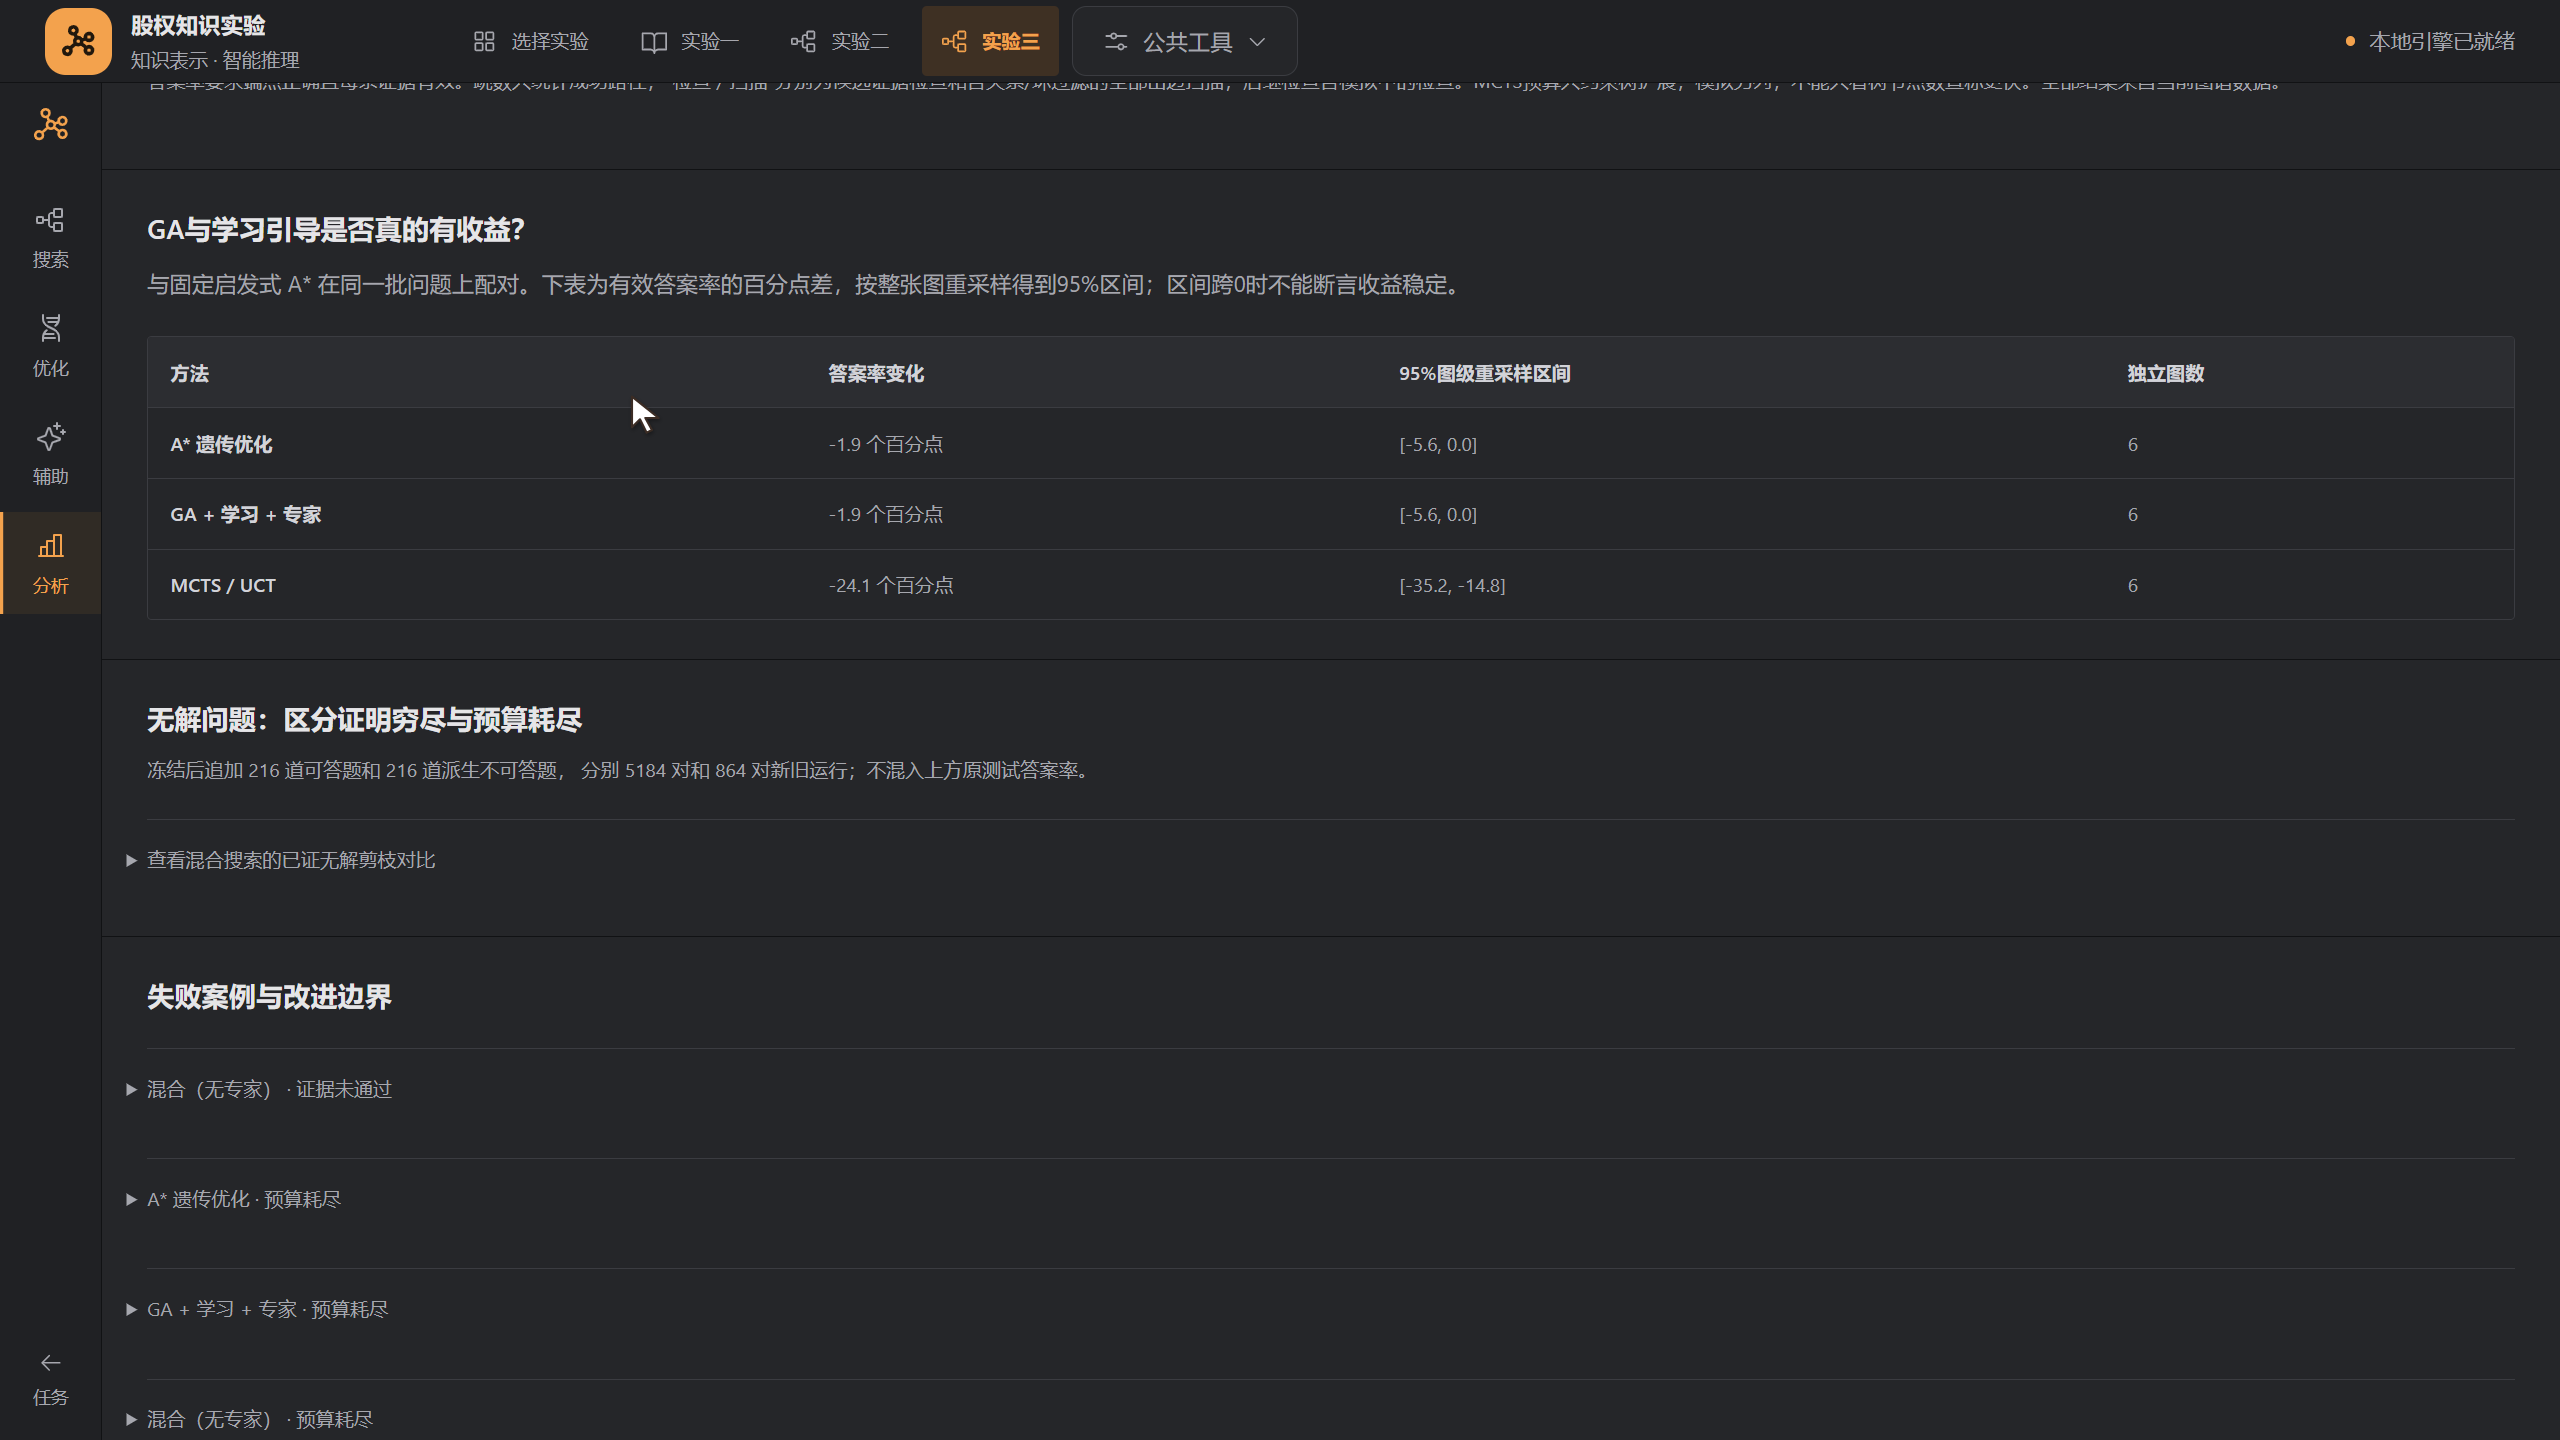 股权知识实验
知识表示 · 智能推理
选择实验
实验一
实验二
实验三
公共工具
本地引擎已就绪
搜索
优化
辅助
分析
任务
GA与学习引导是否真的有收益？
与固定启发式 A* 在同一批问题上配对。下表为有效答案率的百分点差，按整张图重采样得到95%区间；区间跨0时不能断言收益稳定。
方法 答案率变化 95%图级重采样区间 独立图数
A* 遗传优化 -1.9 个百分点 [-5.6, 0.0] 6
GA + 学习 + 专家 -1.9 个百分点 [-5.6, 0.0] 6
MCTS / UCT -24.1 个百分点 [-35.2, -14.8] 6
无解问题：区分证明穷尽与预算耗尽
冻结后追加 216 道可答题和 216 道派生不可答题， 分别 5184 对和 864 对新旧运行；不混入上方原测试答案率。
查看混合搜索的已证无解剪枝对比
失败案例与改进边界
混合（无专家） · 证据未通过
A* 遗传优化 · 预算耗尽
GA + 学习 + 专家 · 预算耗尽
混合（无专家） · 预算耗尽